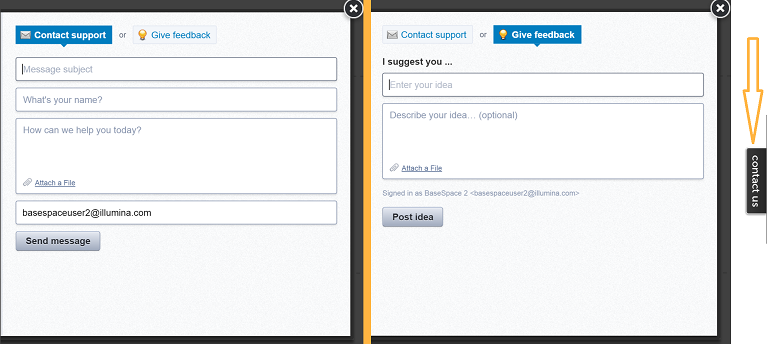 Contact support or Give feedback
Message subject
What's your name?
How can we help you today?
Attach a File
basespaceuser2@illumina.com
Send message
Contact support or Give feedback
I suggest you ...
Enter your idea
Describe your idea... (optional)
Attach a File
Signed in as BaseSpace 2 <basespaceuser2@illumina.com>
Post idea
contact us